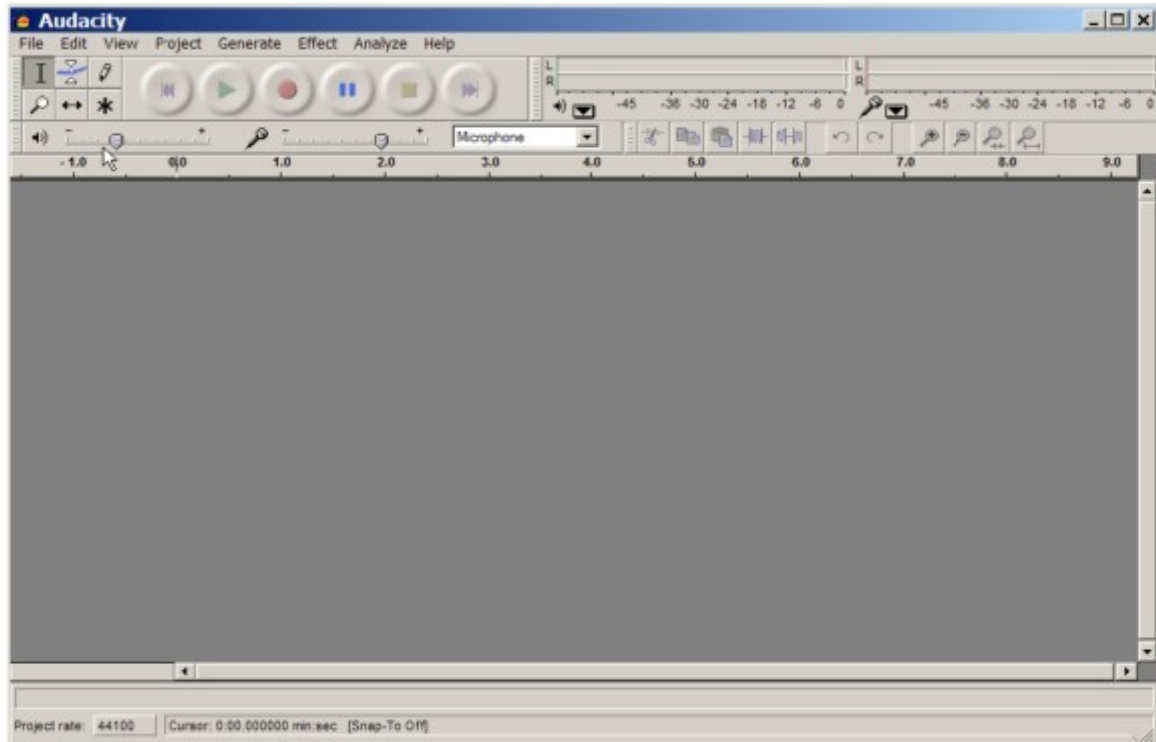 Audacity
File Edit View Project Generate Effect Analyze Help
L L
R R
-45 -36 -30 -24 -18 -12 -6 0 -45 -36 -30 -24 -18 -12 -6 0
- + - + Microphone
-1.0 0,0 1.0 2.0 3.0 4.0 5.0 6.0 7.0 8.0 9.0
Project rate: 44100 Cursor: 0:00.000000 min:sec [Snap-To Off]